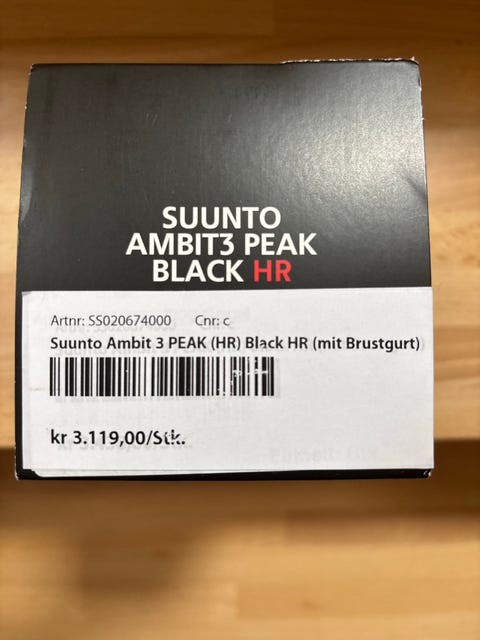 SUUNTO
AMBIT3 PEAK
BLACK HR
Artnr: SS020674000 Cnr: c
Suunto Ambit 3 PEAK (HR) Black HR (mit Brustgurt)
kr 3.119,00/Stk.